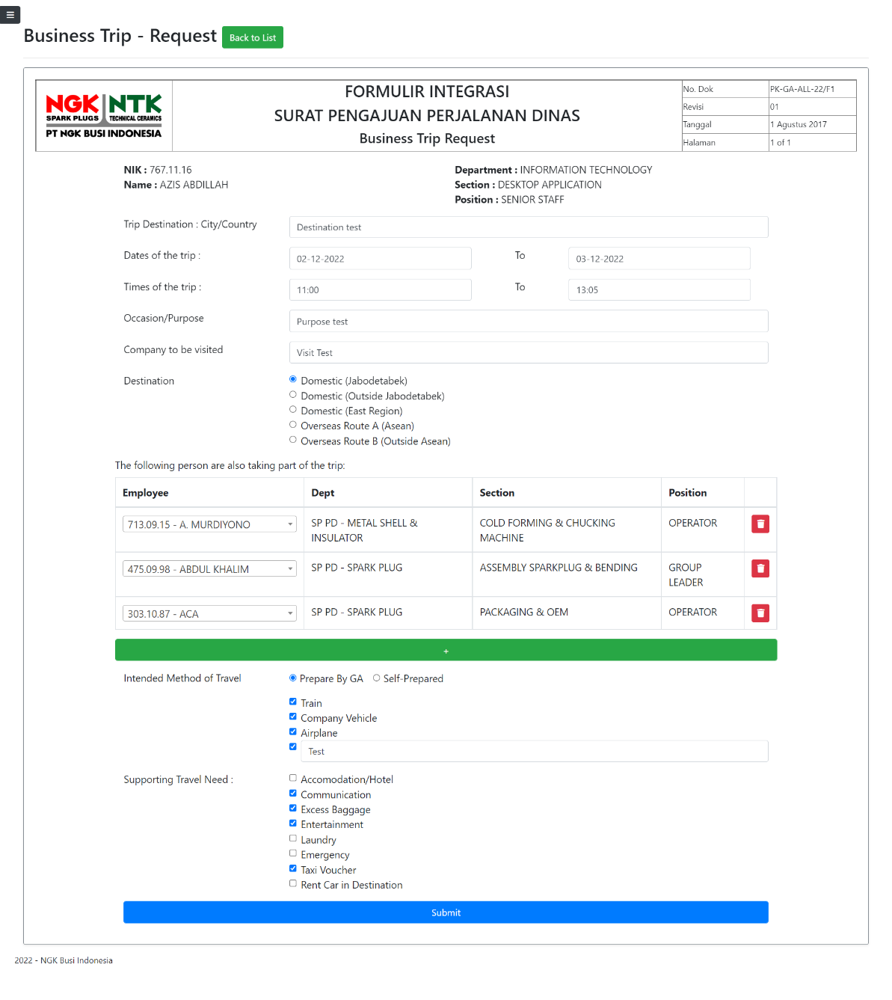 Business Trip - Request Back to List
NGK NTK
SPARK PLUGS TECHNICAL CERAMICS
PT NGK BUSI INDONESIA
FORMULIR INTEGRASI
SURAT PENGAJUAN PERJALANAN DINAS
Business Trip Request
No. Dok PK-GA-ALL-22/F1
Revisi 01
Tanggal 1 Agustus 2017
Halaman 1 of 1
NIK : 767.11.16
Name : AZIS ABDILLAH
Department : INFORMATION TECHNOLOGY
Section : DESKTOP APPLICATION
Position : SENIOR STAFF
Trip Destination : City/Country Destination test
Dates of the trip : 02-12-2022 To 03-12-2022
Times of the trip : 11:00 To 13:05
Occasion/Purpose Purpose test
Company to be visited Visit Test
Destination Domestic (Jabodetabek)
Domestic (Outside Jabodetabek)
Domestic (East Region)
Overseas Route A (Asean)
Overseas Route B (Outside Asean)
The following person are also taking part of the trip:
Employee Dept Section Position
713.09.15 - A. MURDIYONO SP PD - METAL SHELL & INSULATOR COLD FORMING & CHUCKING MACHINE OPERATOR
475.09.98 - ABDUL KHALIM SP PD - SPARK PLUG ASSEMBLY SPARKPLUG & BENDING GROUP LEADER
303.10.87 - ACA SP PD - SPARK PLUG PACKAGING & OEM OPERATOR
+
Intended Method of Travel Prepare By GA Self-Prepared
Train
Company Vehicle
Airplane
Test
Supporting Travel Need : Accomodation/Hotel
Communication
Excess Baggage
Entertainment
Laundry
Emergency
Taxi Voucher
Rent Car in Destination
Submit
2022 - NGK Busi Indonesia